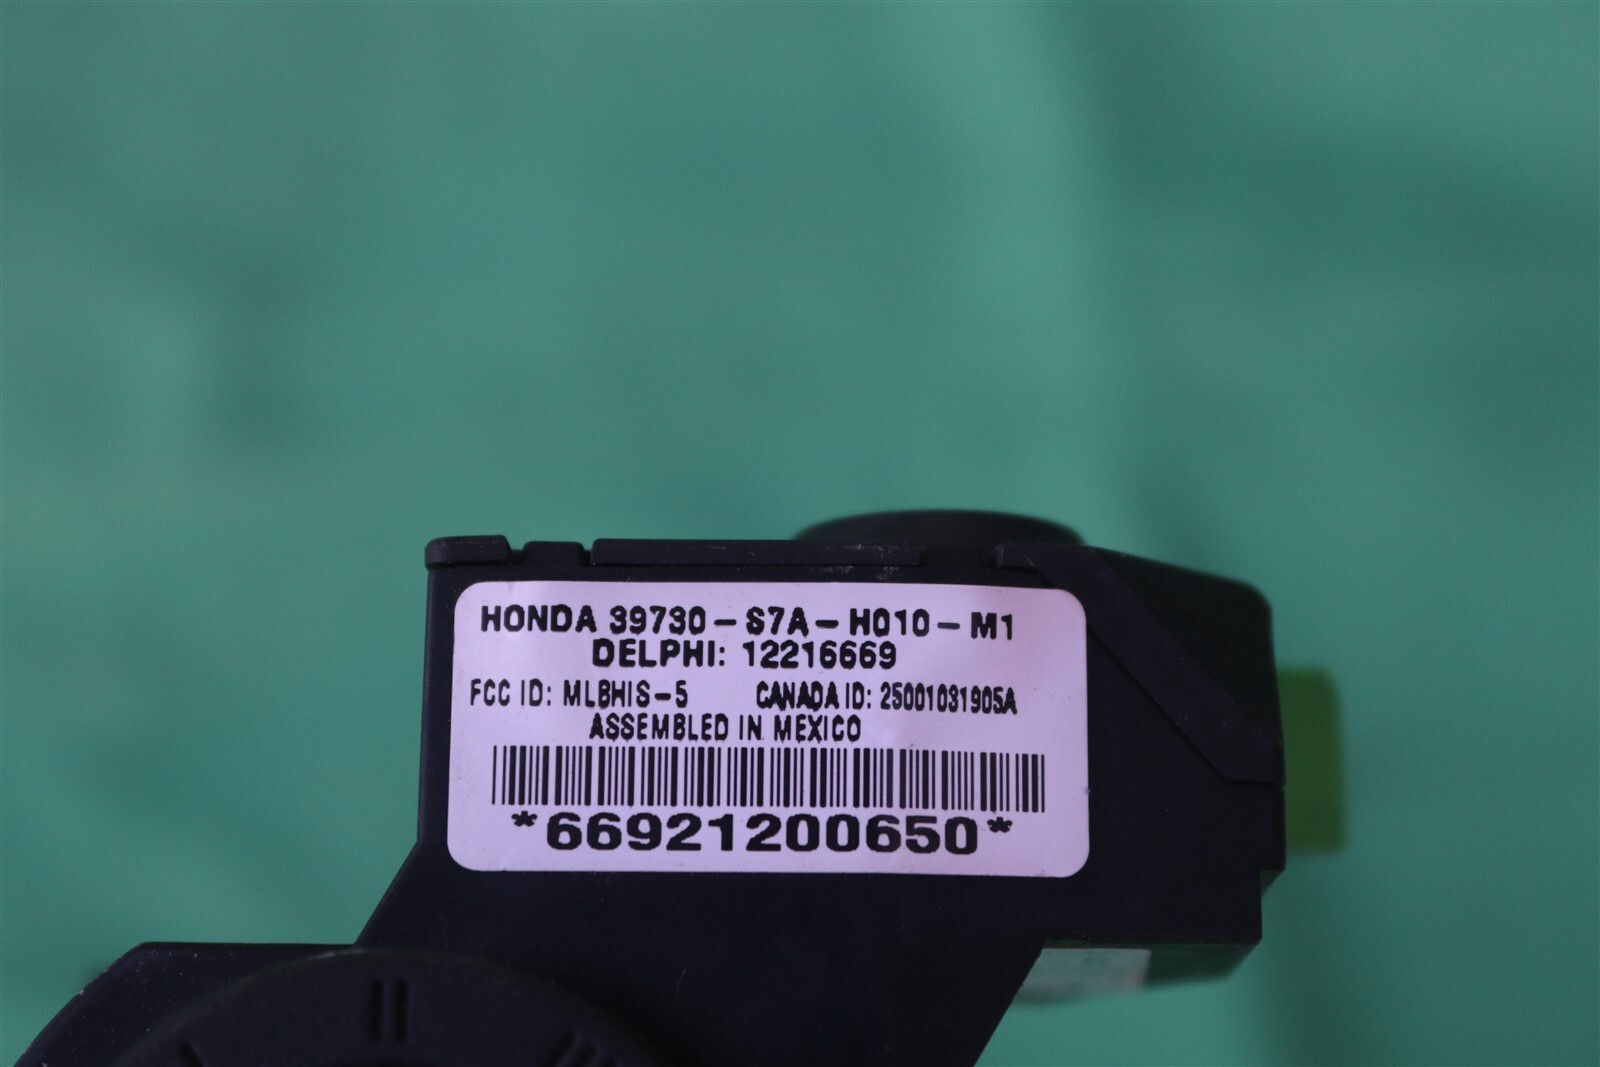 HONDA 39730-S7A-H010-M1
DELPHI: 12216669
FCC ID: MLBHIS-5 CANADA ID: 25001031905A
ASSEMBLED IN MEXICO
*66921200650*